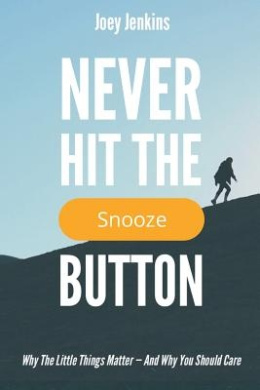 Joey Jenkins
NEVER
HIT THE
Snooze
BUTTON
Why The Little Things Matter – And Why You Should Care